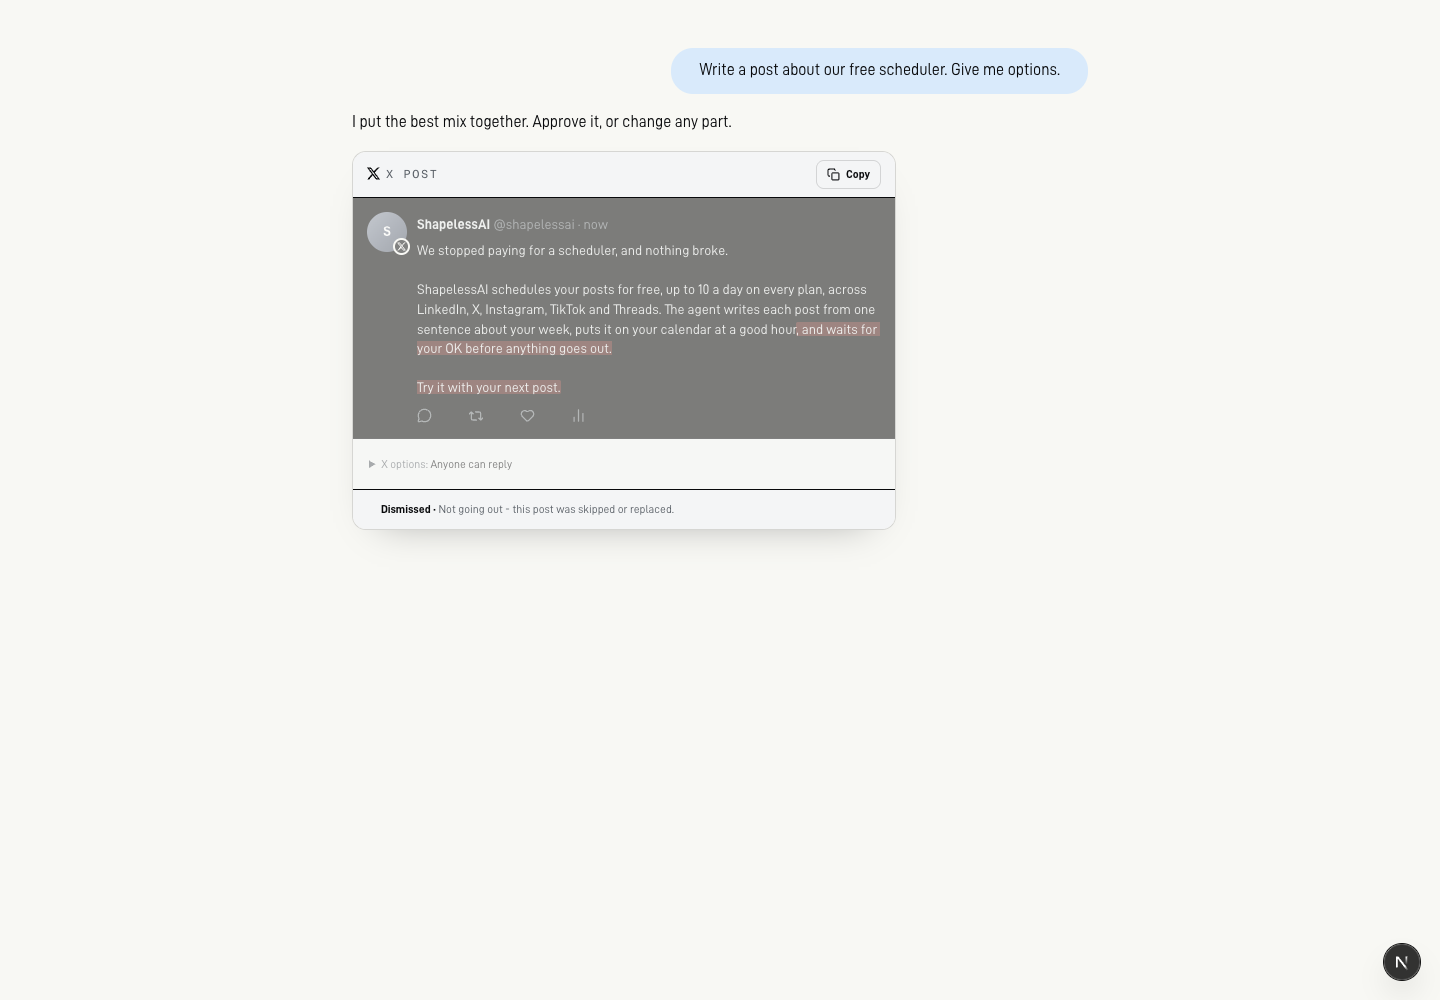 Write a post about our free scheduler. Give me options.
I put the best mix together. Approve it, or change any part.
X POST
Copy
S
ShapelessAI @shapelessai · now
We stopped paying for a scheduler, and nothing broke.
ShapelessAI schedules your posts for free, up to 10 a day on every plan, across
LinkedIn, X, Instagram, TikTok and Threads. The agent writes each post from one
sentence about your week, puts it on your calendar at a good hour, and waits for
your OK before anything goes out.
Try it with your next post.
X options: Anyone can reply
Dismissed · Not going out - this post was skipped or replaced.
N